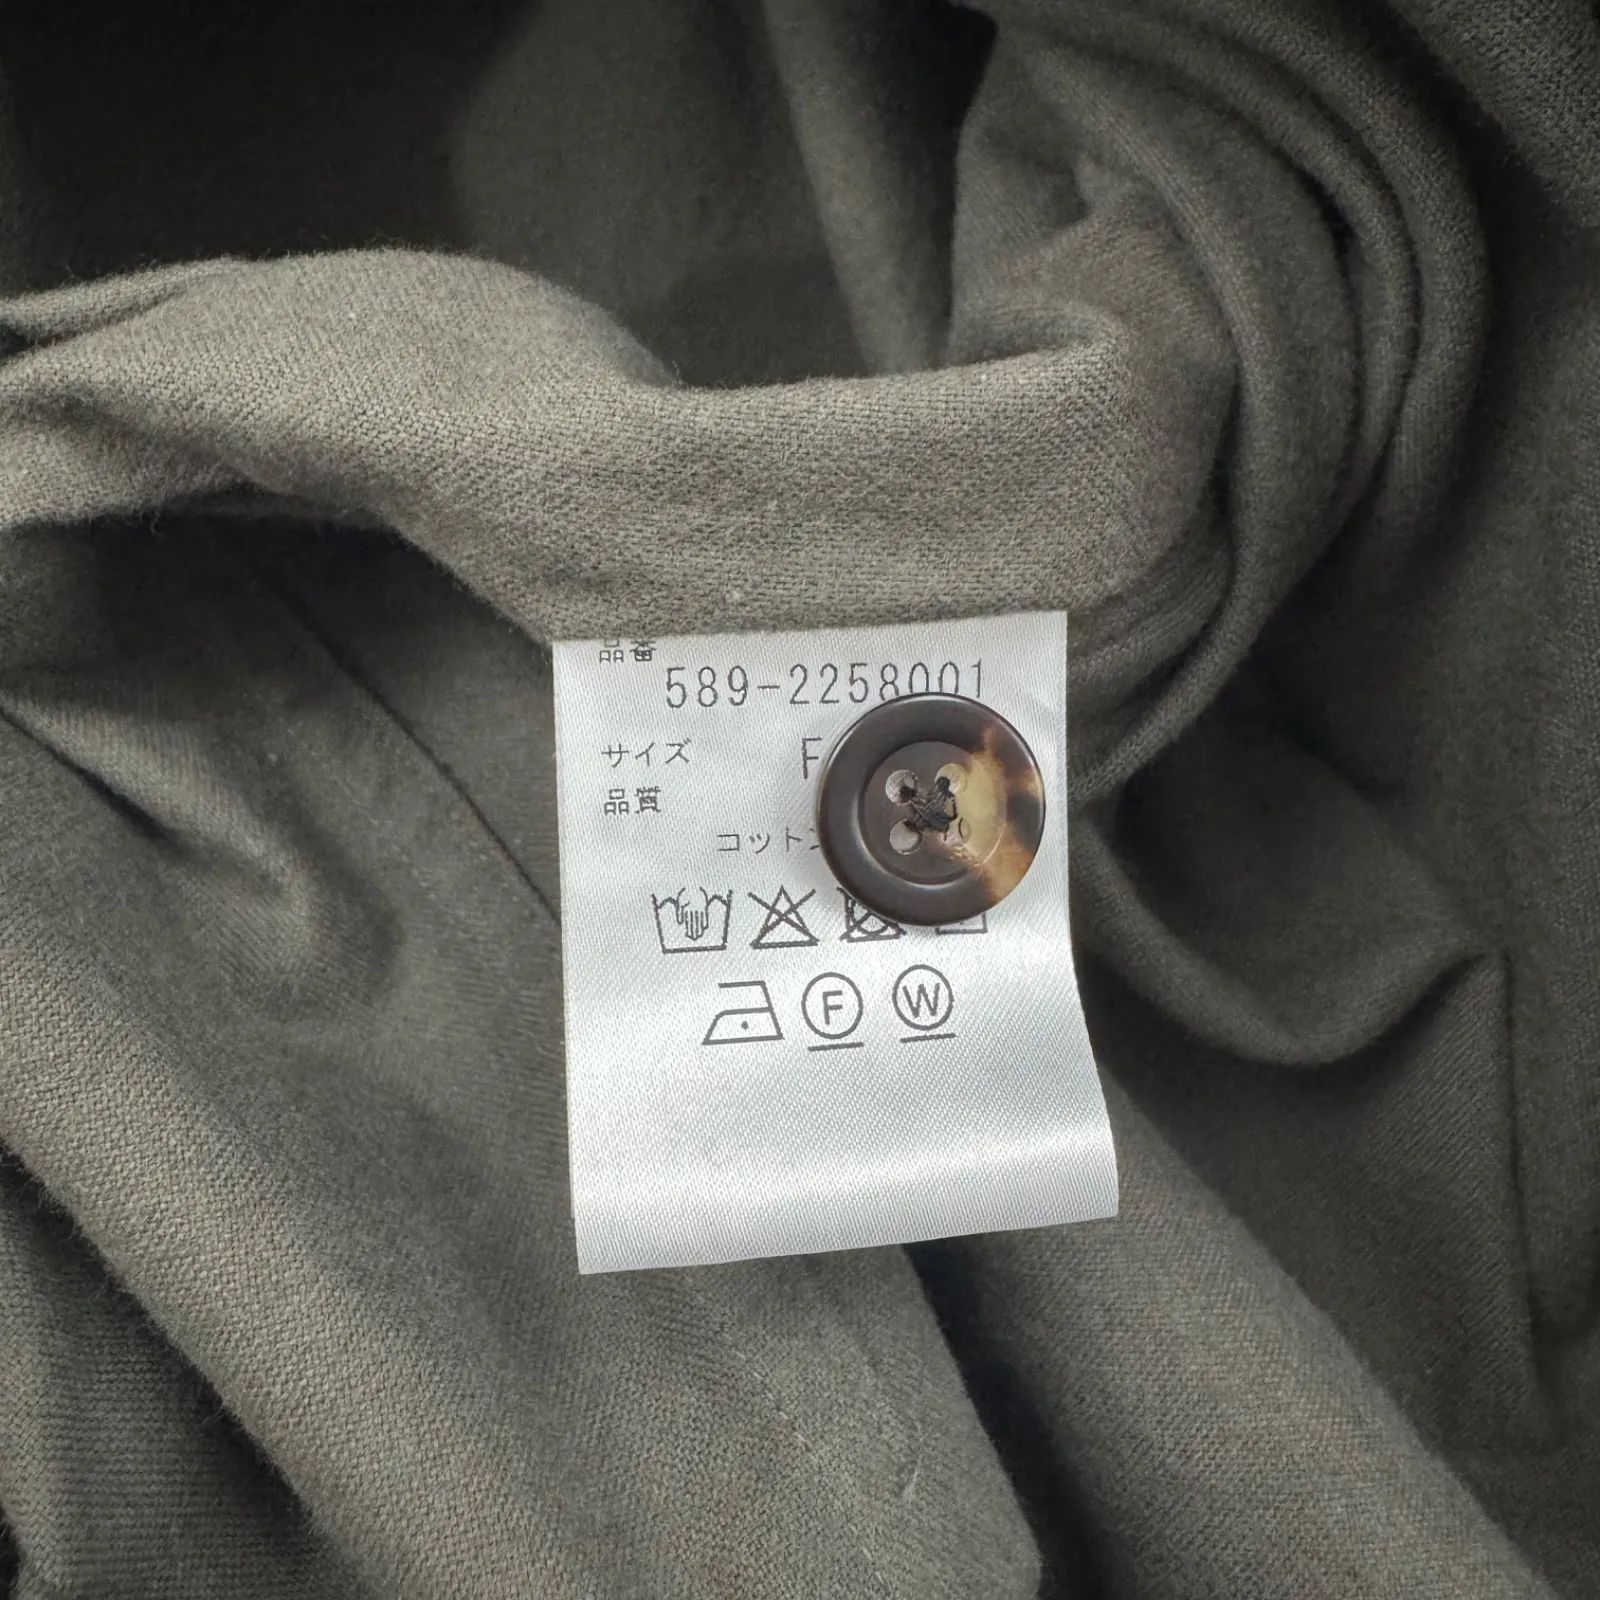 品番
589-2258001
サイズ F
品質
コットン
F W